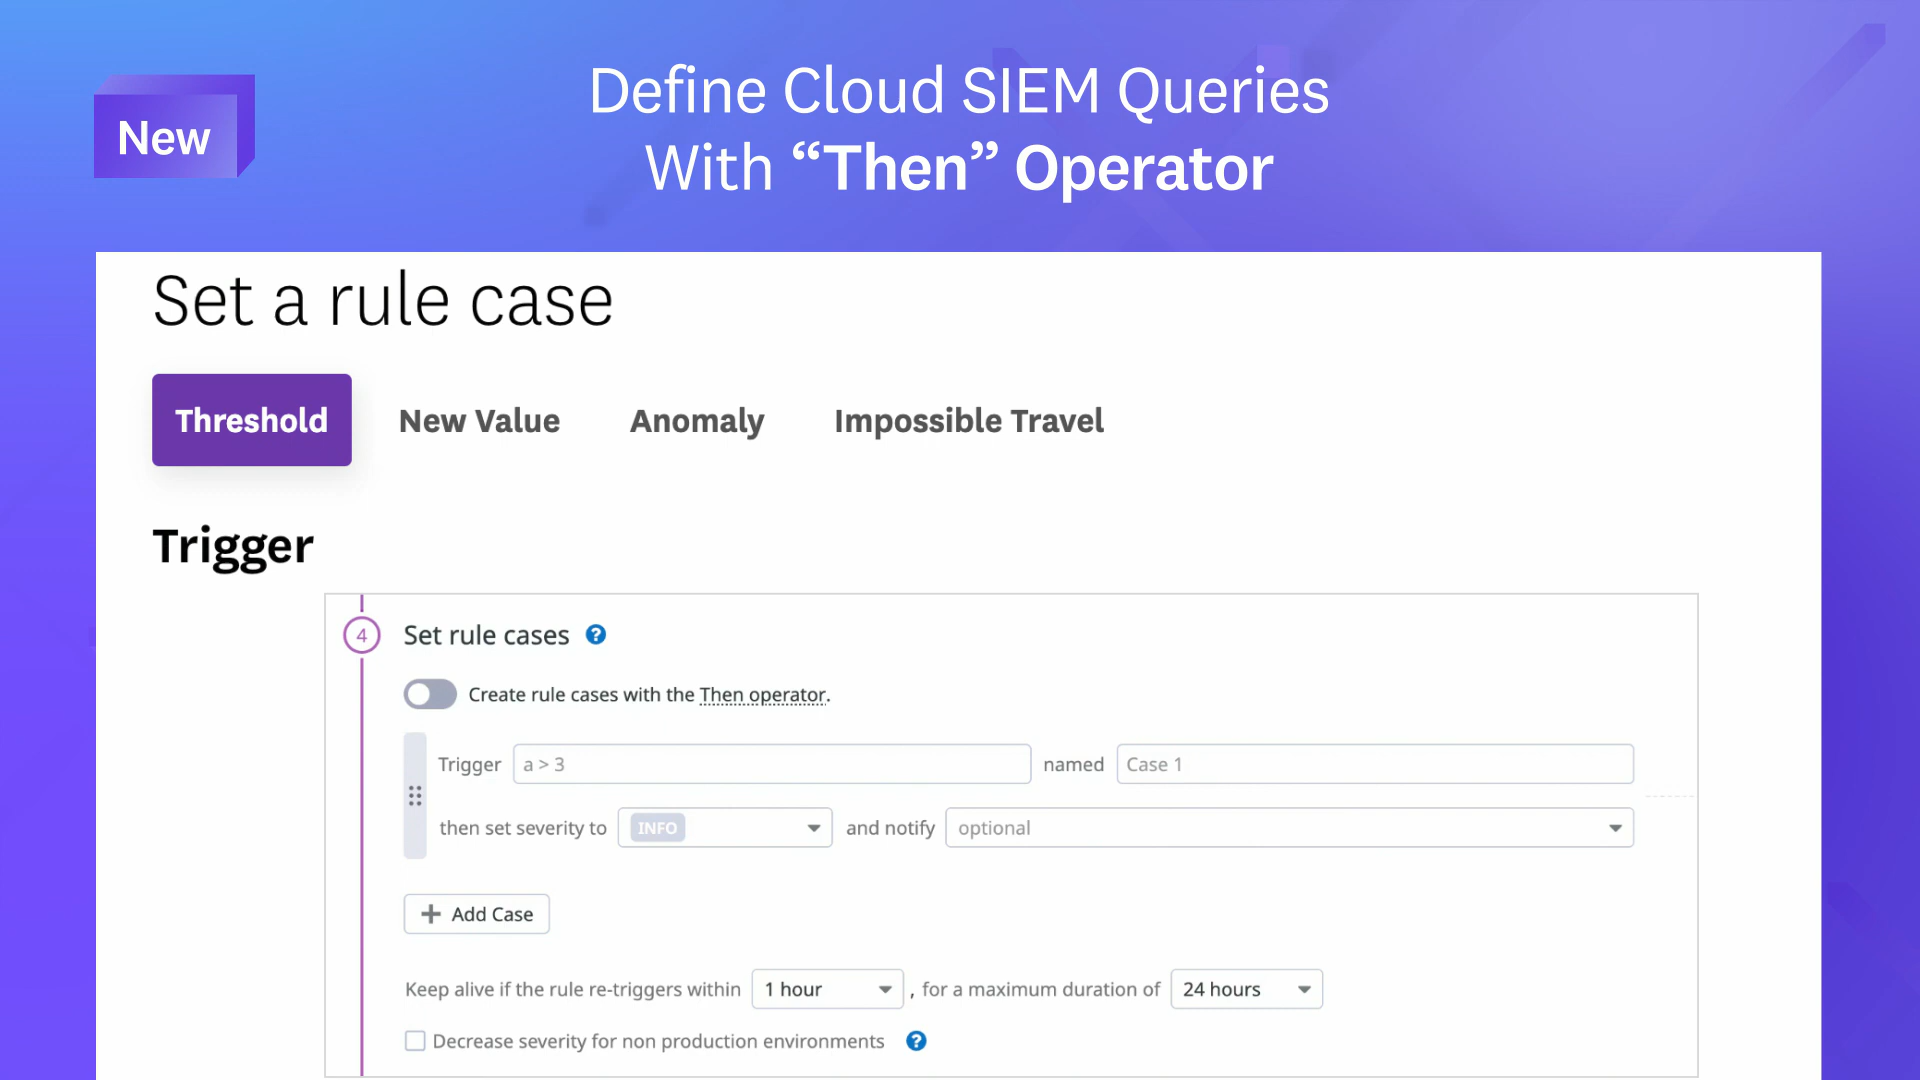 New
Define Cloud SIEM Queries
With “Then” Operator
Set a rule case
Threshold New Value Anomaly Impossible Travel
Trigger
4 Set rule cases ?
Create rule cases with the Then operator.
Trigger a > 3 named Case 1
then set severity to INFO and notify optional
+ Add Case
Keep alive if the rule re-triggers within 1 hour , for a maximum duration of 24 hours
Decrease severity for non production environments ?